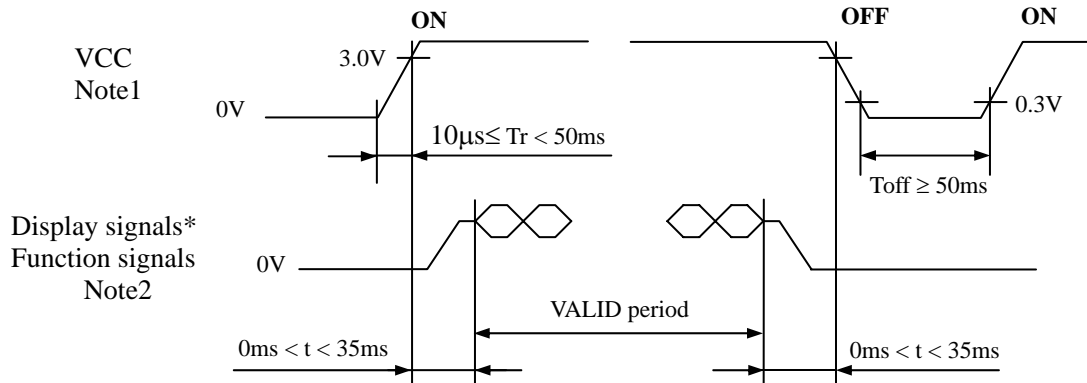 ON
OFF
ON
VCC
Note1
3.0V
0V
0.3V
10μs≤ Tr < 50ms
Toff ≥ 50ms
Display signals*
Function signals
Note2
0V
VALID period
0ms < t < 35ms
0ms < t < 35ms